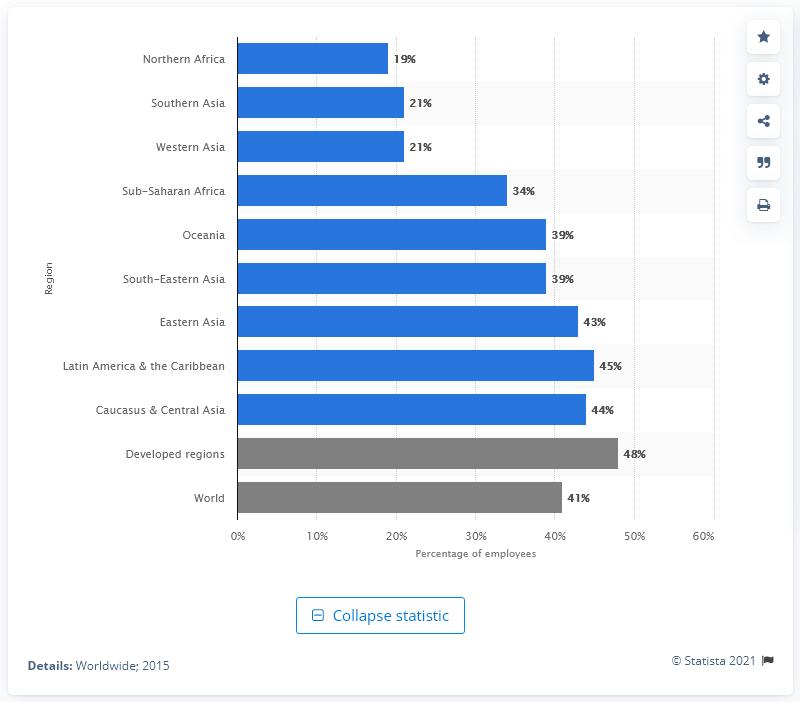 Northern Africa 19%
Southern Asia 21%
Western Asia 21%
Sub-Saharan Africa 34%
Oceania 39%
South-Eastern Asia 39%
Region
Eastern Asia 43%
Latin America & the Caribbean 45%
Caucasus & Central Asia 44%
Developed regions 48%
World 41%
0% 10% 20% 30% 40% 50% 60%
Percentage of employees
Collapse statistic
Details: Worldwide; 2015
© Statista 2021